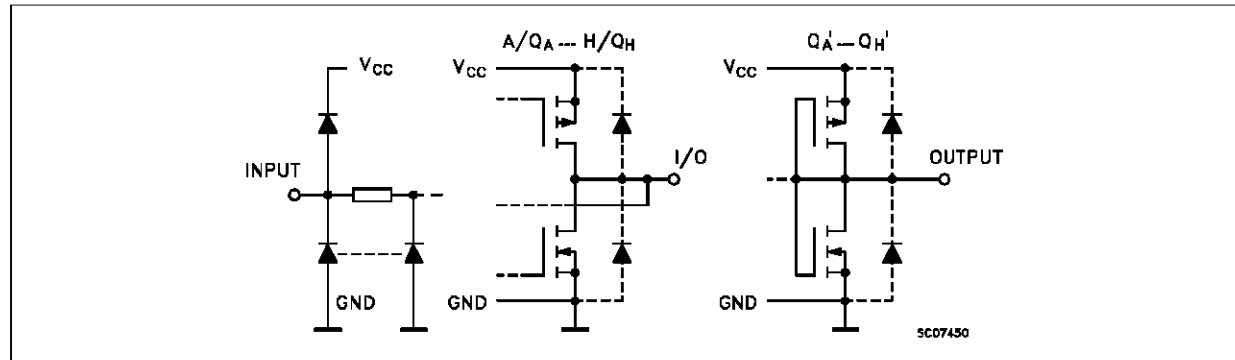 A/QA --- H/QH
QA' --- QH'
VCC
VCC
VCC
INPUT
I/O
OUTPUT
GND
GND
GND
SC07450